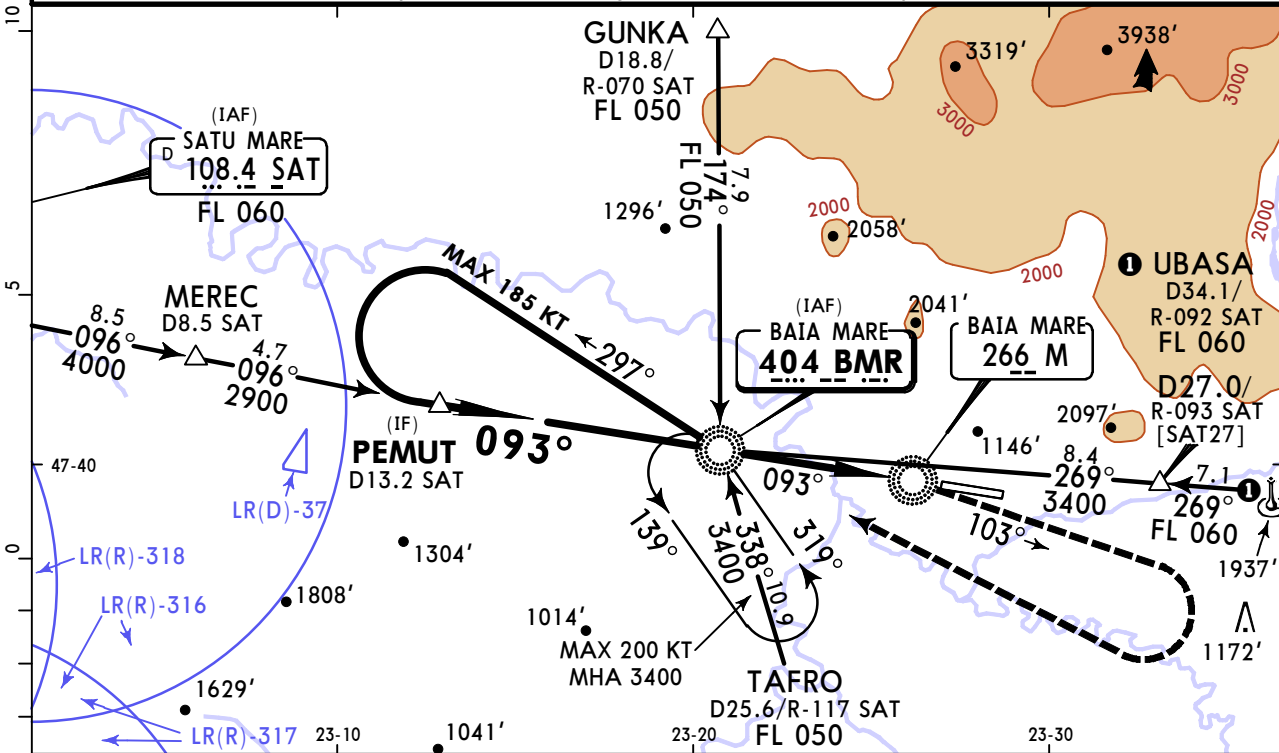 10
GUNKA
D18.8/
R-070 SAT
FL 050
3319'
3938'
3000
3000
(IAF)
SATU MARE
D 108.4 SAT
FL 060
7.9
174°
FL 050
1296'
2000
2058'
2000
2000
5
MAX 185 KT
297°
MEREC
D8.5 SAT
8.5
096°
4000
4.7
096°
2900
(IAF)
BAIA MARE
404 BMR
2041'
BAIA MARE
266 M
1 UBASA
D34.1/
R-092 SAT
FL 060
D27.0/
R-093 SAT
[SAT27]
2097'
1146'
(IF)
PEMUT
D13.2 SAT
093°
093°
8.4
269°
3400
7.1
269°
FL 060
1
1937'
47-40
LR(D)-37
139°
338°
3400
10.9
319°
103°
0
LR(R)-318
LR(R)-316
1304'
1808'
1014'
MAX 200 KT
MHA 3400
1172'
TAFRO
D25.6/R-117 SAT
FL 050
1629'
LR(R)-317
1041'
23-10
23-20
23-30